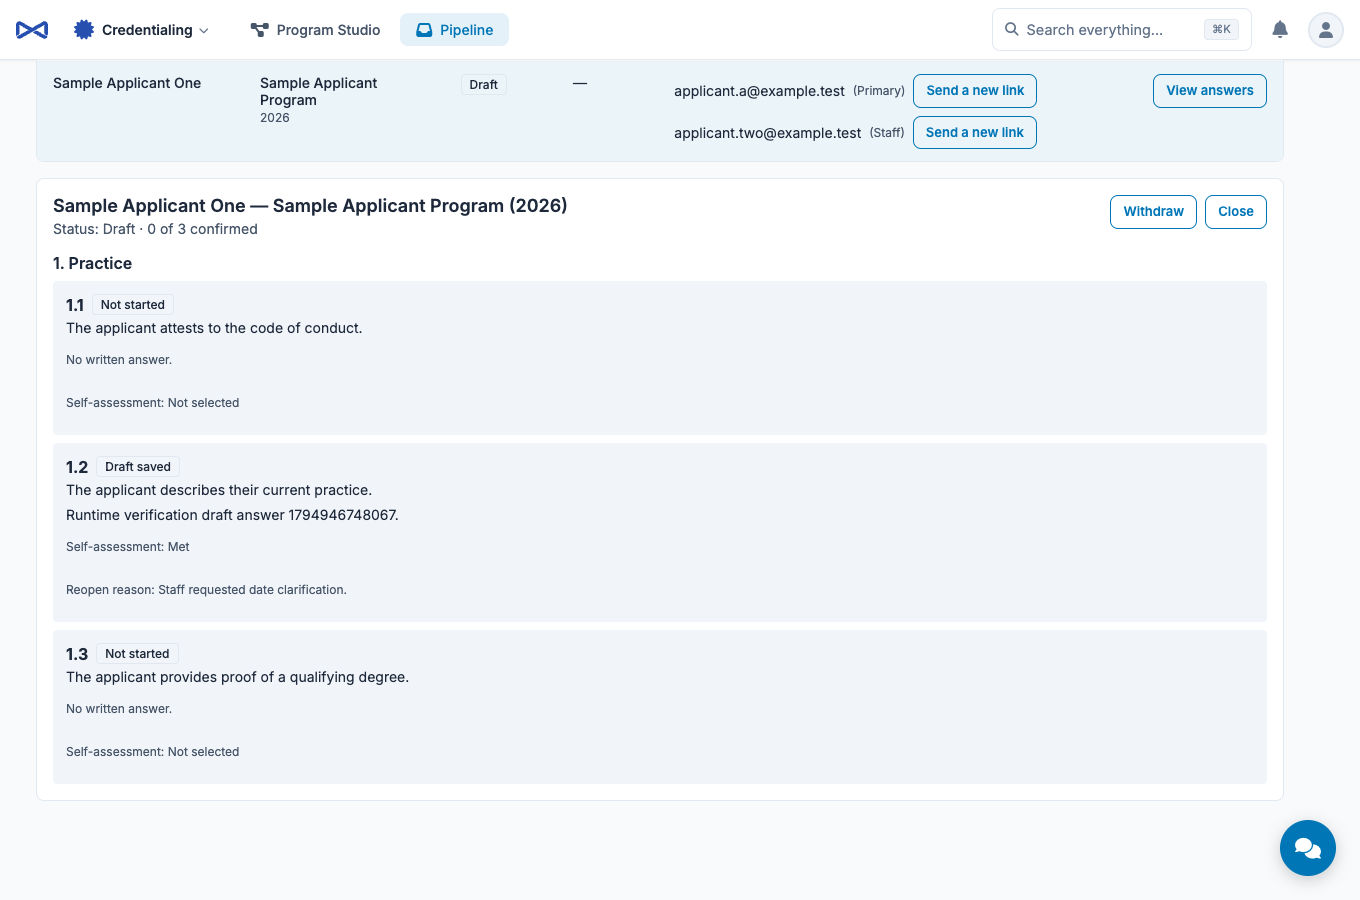 Credentialing
Program Studio
Pipeline
Search everything...
⌘K
Sample Applicant One
Sample Applicant
Program
2026
Draft
—
applicant.a@example.test (Primary) Send a new link
applicant.two@example.test (Staff) Send a new link
View answers
Sample Applicant One — Sample Applicant Program (2026)
Status: Draft · 0 of 3 confirmed
Withdraw
Close
1. Practice
1.1 Not started
The applicant attests to the code of conduct.
No written answer.
Self-assessment: Not selected
1.2 Draft saved
The applicant describes their current practice.
Runtime verification draft answer 1794946748067.
Self-assessment: Met
Reopen reason: Staff requested date clarification.
1.3 Not started
The applicant provides proof of a qualifying degree.
No written answer.
Self-assessment: Not selected